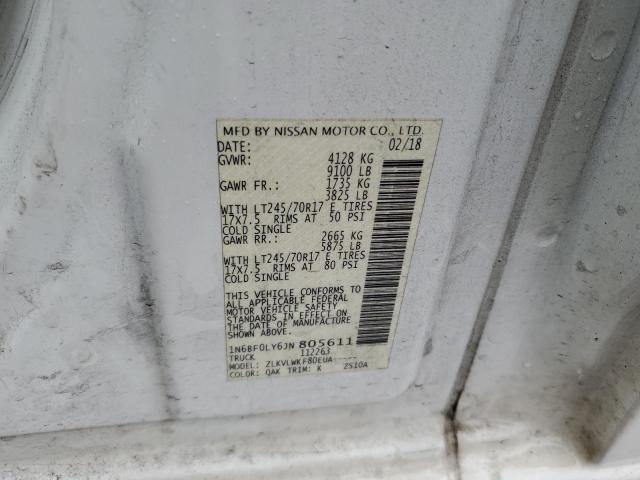 MFD BY NISSAN MOTOR CO., LTD.
DATE: 02/18
GVWR: 4128 KG
9100 LB
GAWR FR.: 1735 KG
3825 LB
WITH LT245/70R17 E TIRES
17X7.5 RIMS AT 50 PSI
COLD SINGLE
GAWR RR.: 2665 KG
5875 LB
WITH LT245/70R17 E TIRES
17X7.5 RIMS AT 80 PSI
COLD SINGLE
THIS VEHICLE CONFORMS TO
ALL APPLICABLE FEDERAL
MOTOR VEHICLE SAFETY
STANDARDS IN EFFECT ON
THE DATE OF MANUFACTURE
SHOWN ABOVE.
1N6BF0LY6JN805611
TRUCK 112263
MODEL: ZLKVLWKF80EUA-----
COLOR: QAK TRIM: K 2S10A